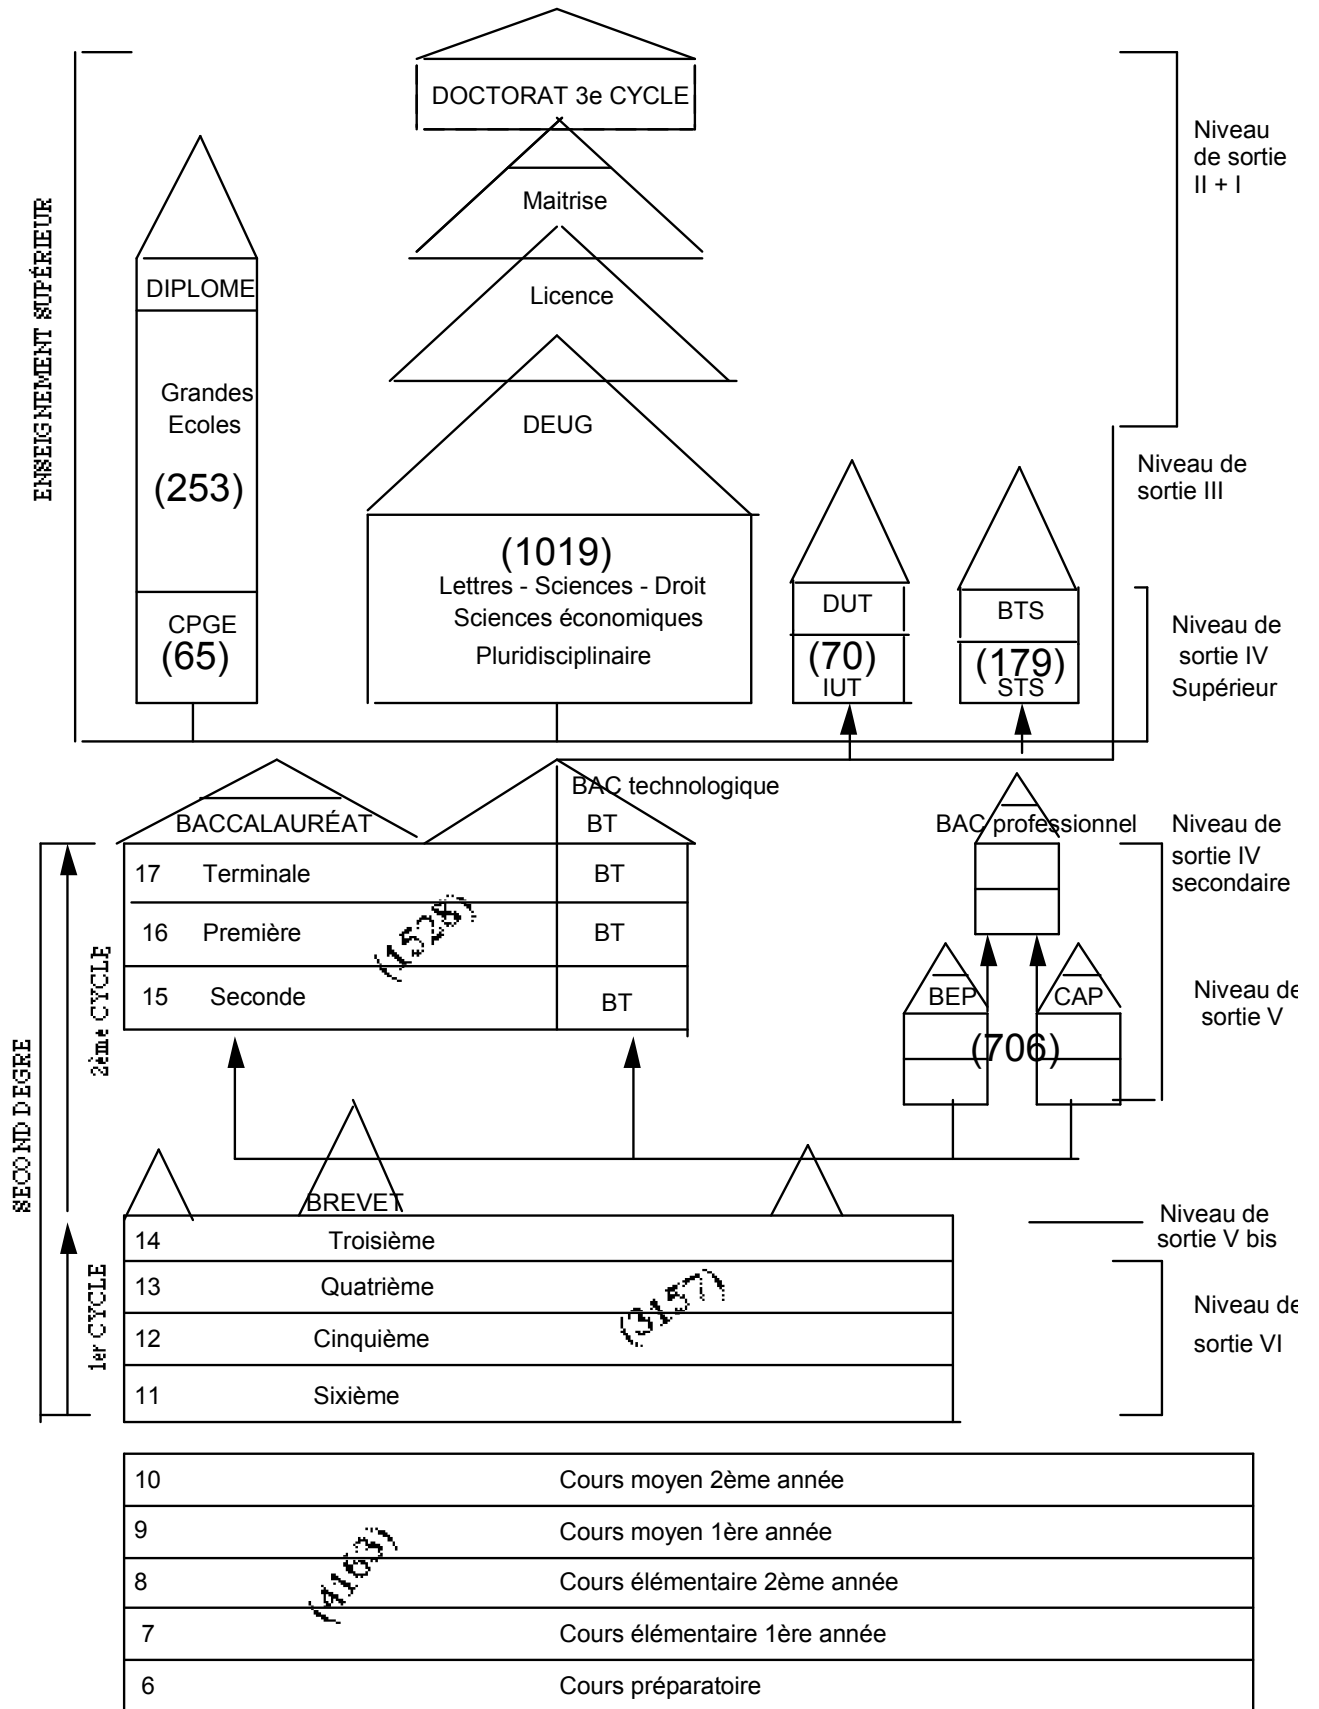 DOCTORAT 3e CYCLE
Niveau
de sortie
II + I
Maitrise
ENSEIGNEMENT SUPÉRIEUR
DIPLOME
Licence
Grandes
Ecoles
(253)
DEUG
Niveau de
sortie III
(1019)
Lettres - Sciences - Droit
Sciences économiques
Pluridisciplinaire
CPGE
(65)
DUT
(70)
IUT
BTS
(179)
STS
Niveau de
sortie IV
Supérieur
BAC technologique
BACCALAURÉAT
BT
BAC professionnel
Niveau de
sortie IV
secondaire
17 Terminale BT
16 Première BT
15 Seconde BT
(1528)
2ème CYCLE
SECOND DEGRE
BEP
CAP
(706)
Niveau de
sortie V
BREVET
Niveau de
sortie V bis
14 Troisième
13 Quatrième
12 Cinquième
11 Sixième
(3157)
1er CYCLE
Niveau de
sortie VI
10 Cours moyen 2ème année
9 Cours moyen 1ère année
8 Cours élémentaire 2ème année
7 Cours élémentaire 1ère année
6 Cours préparatoire
(4163)